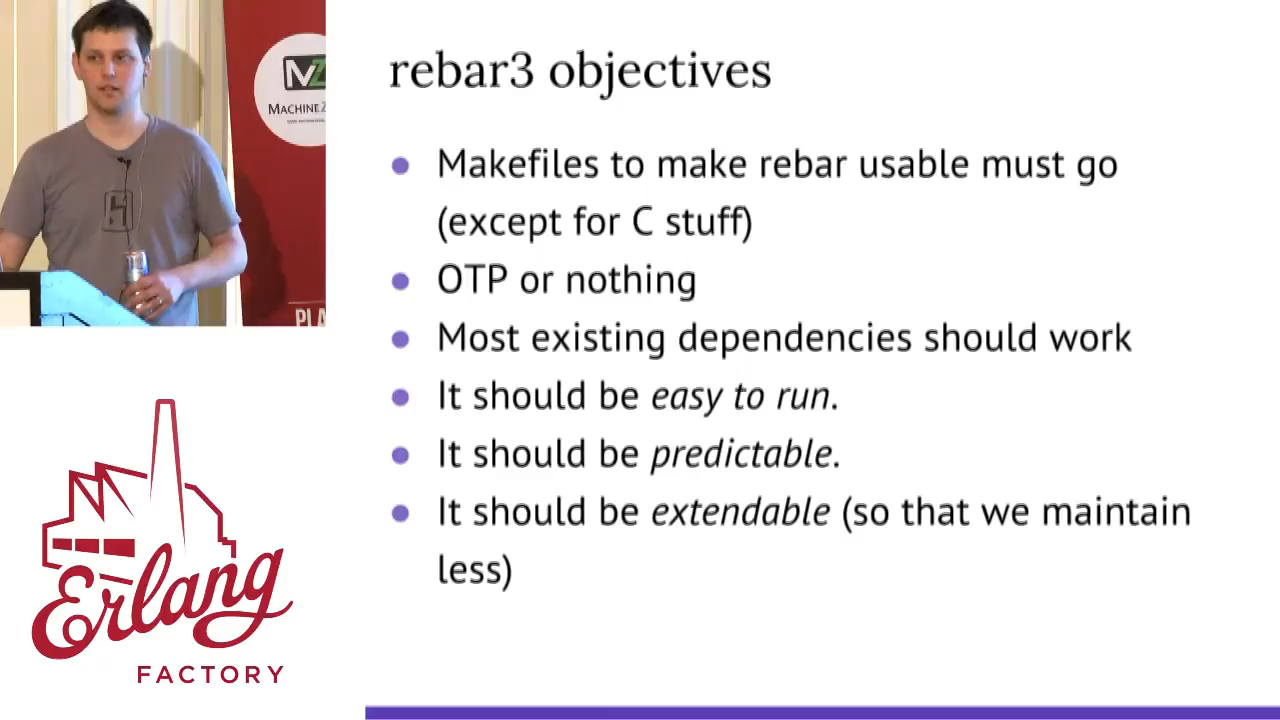 MZ
MACHINE Z
PLA
Erlang
FACTORY
rebar3 objectives
Makefiles to make rebar usable must go
(except for C stuff)
OTP or nothing
Most existing dependencies should work
It should be easy to run.
It should be predictable.
It should be extendable (so that we maintain
less)